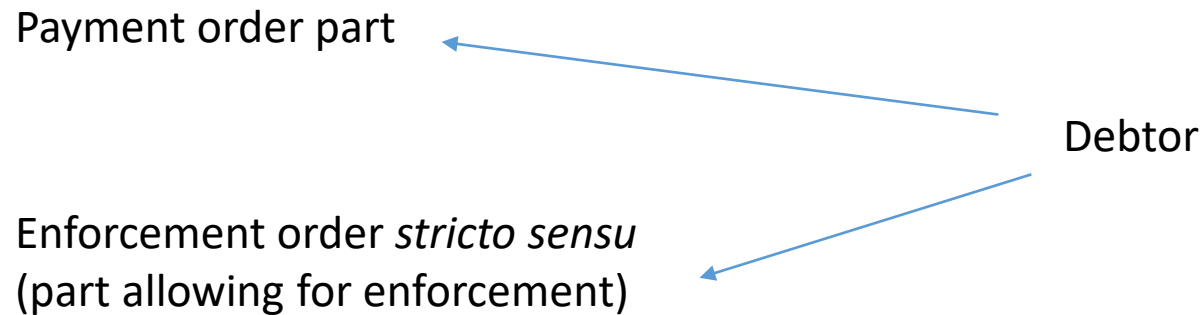 Payment order part
Debtor
Enforcement order stricto sensu
(part allowing for enforcement)